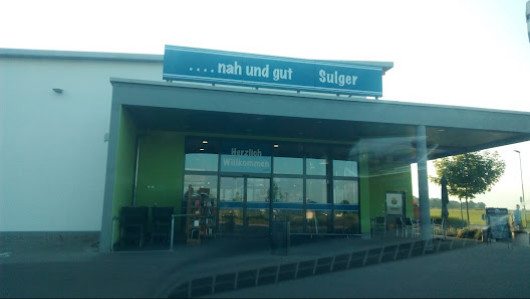 ....nah und gut Sulger
Herzlich
Willkommen